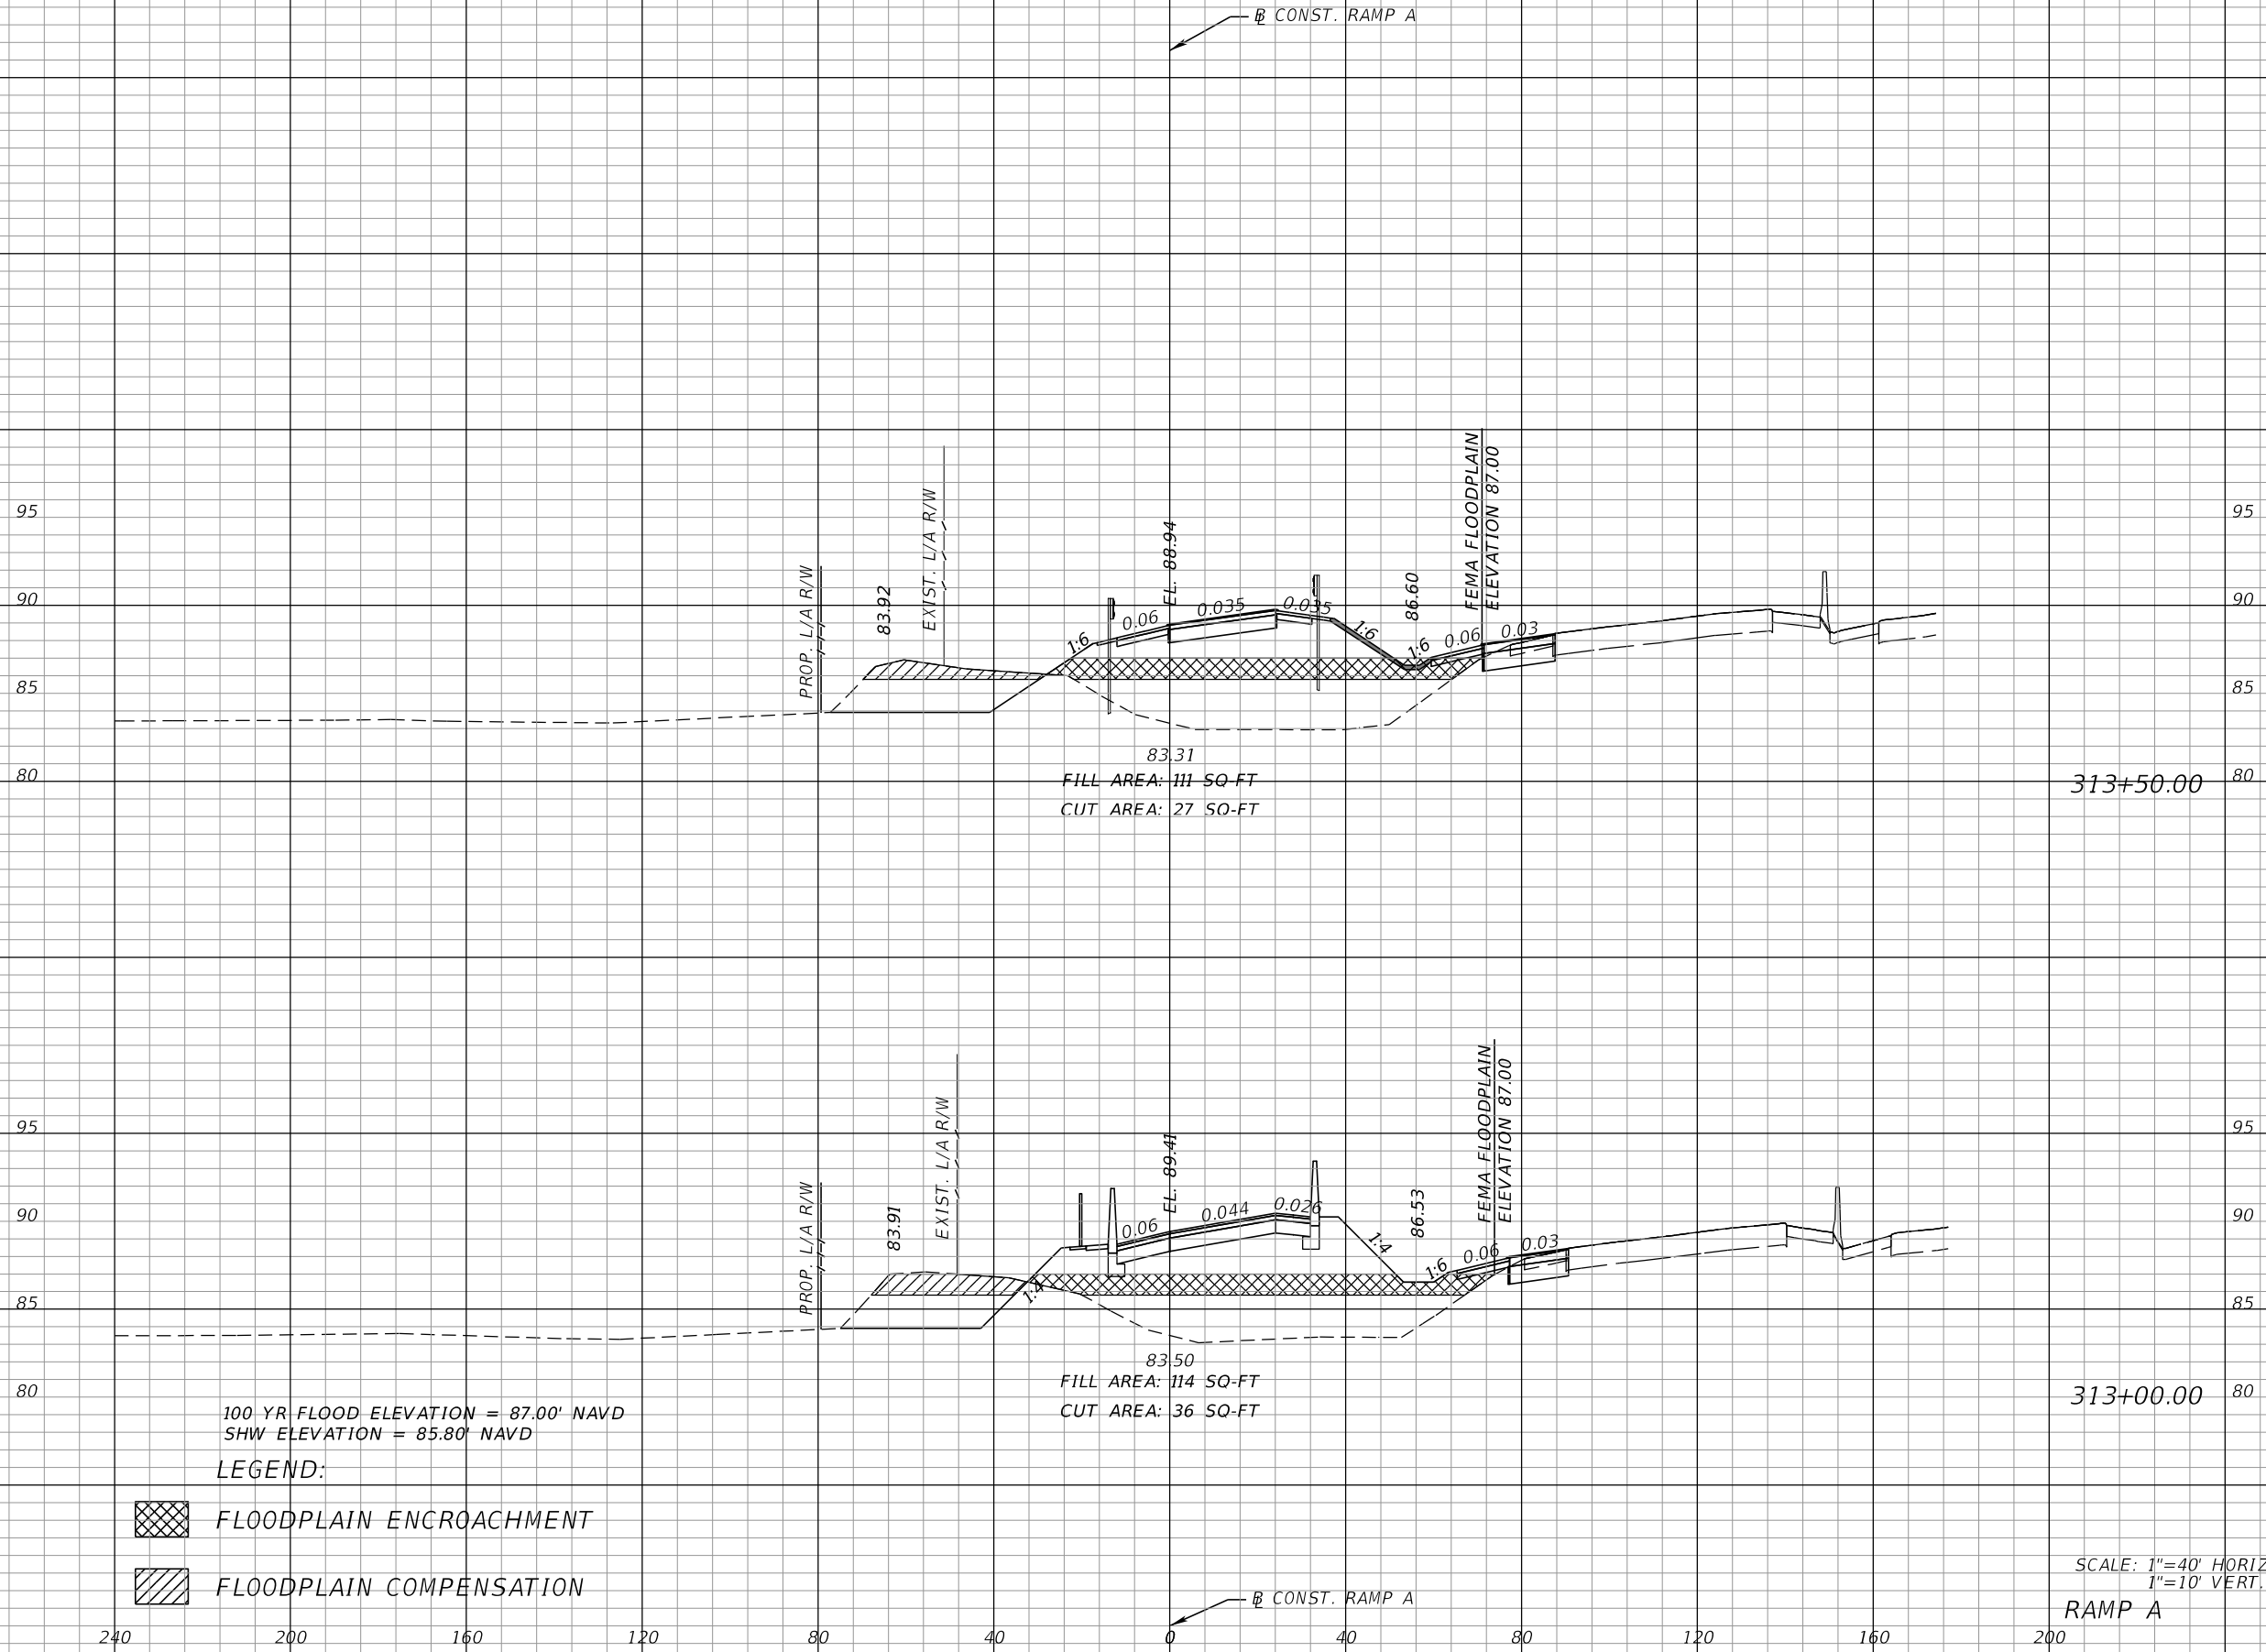 ℄ CONST. RAMP A
95
95
90
90
85
85
80
80
PROP. L/A R/W
83.92
EXIST. L/A R/W
1:6
0.06
EL. 88.94
0.035
0.035
1:6
86.60
1:6
0.06
FEMA FLOODPLAIN
ELEVATION 87.00
0.03
83.31
FILL AREA: 111 SQ-FT
CUT AREA: 27 SQ-FT
313+50.00
95
95
90
90
85
85
80
80
PROP. L/A R/W
83.91
EXIST. L/A R/W
1:4
0.06
EL. 89.41
0.044
0.026
1:4
86.53
1:6
0.06
FEMA FLOODPLAIN
ELEVATION 87.00
0.03
83.50
FILL AREA: 114 SQ-FT
CUT AREA: 36 SQ-FT
313+00.00
100 YR FLOOD ELEVATION = 87.00' NAVD
SHW ELEVATION = 85.80' NAVD
LEGEND:
FLOODPLAIN ENCROACHMENT
FLOODPLAIN COMPENSATION
℄ CONST. RAMP A
SCALE: 1"=40' HORIZ
1"=10' VERT.
RAMP A
240 200 160 120 80 40 0 40 80 120 160 200